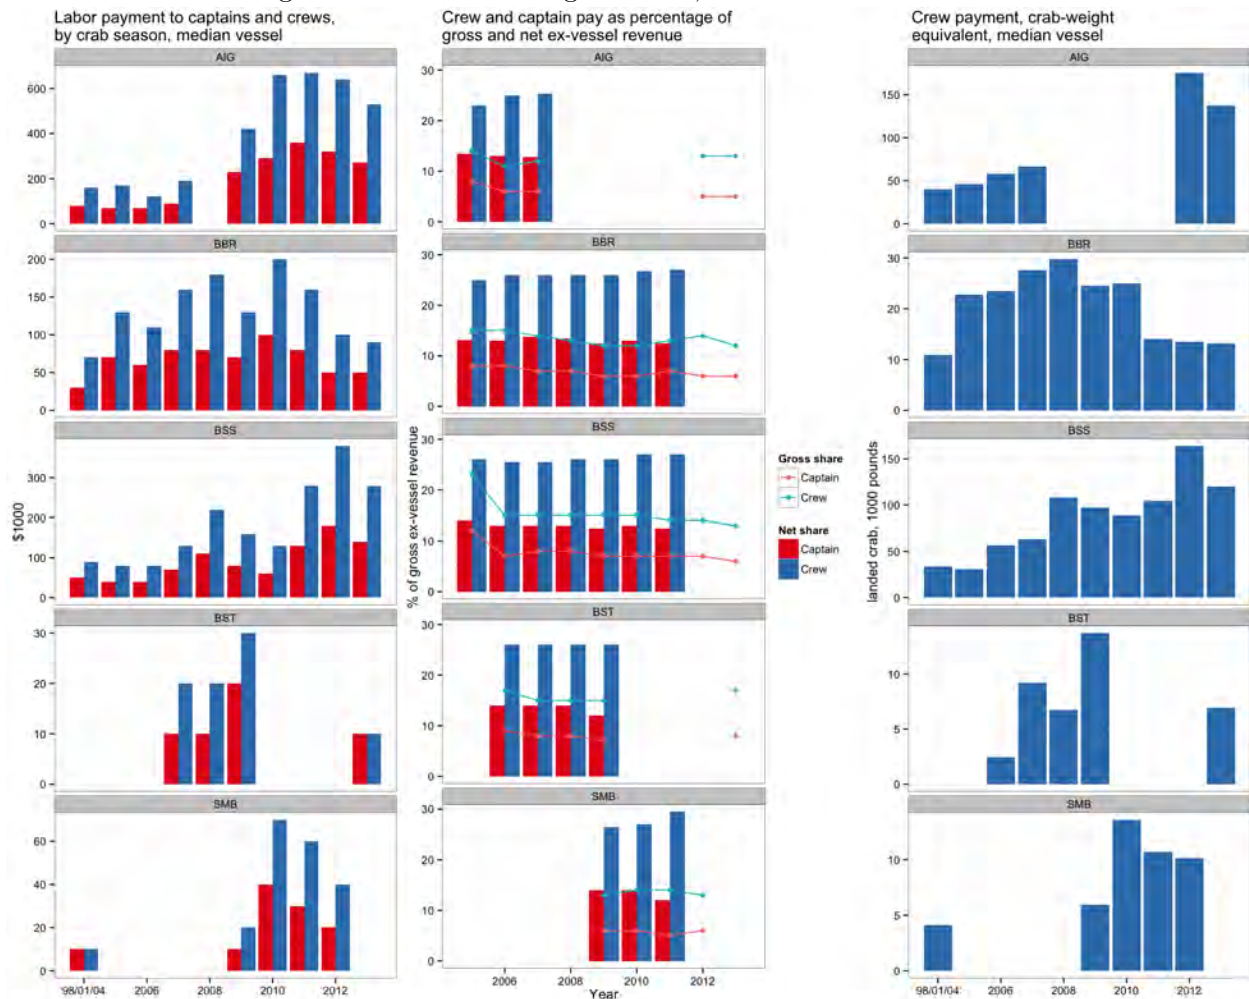 Labor payment to captains and crews,
by crab season, median vessel
AIG
600
400
200
0
BBR
200
150
100
50
0
BSS
300
200
100
0
BST
30
20
10
0
SMB
60
40
20
0
'98/01/04
2006
2008
2010
2012
$1000
Crew and captain pay as percentage of
gross and net ex-vessel revenue
AIG
30
20
10
0
BBR
30
20
10
0
BSS
30
20
10
0
BST
30
20
10
0
SMB
30
20
10
0
2006
2008
2010
2012
Year
% of gross ex-vessel revenue
Gross share
Captain
Crew
Net share
Captain
Crew
Crew payment, crab-weight
equivalent, median vessel
AIG
150
100
50
0
BBR
30
20
10
0
BSS
150
100
50
0
BST
10
5
0
SMB
10
5
0
'98/01/04
2006
2008
2010
2012
landed crab, 1000 pounds